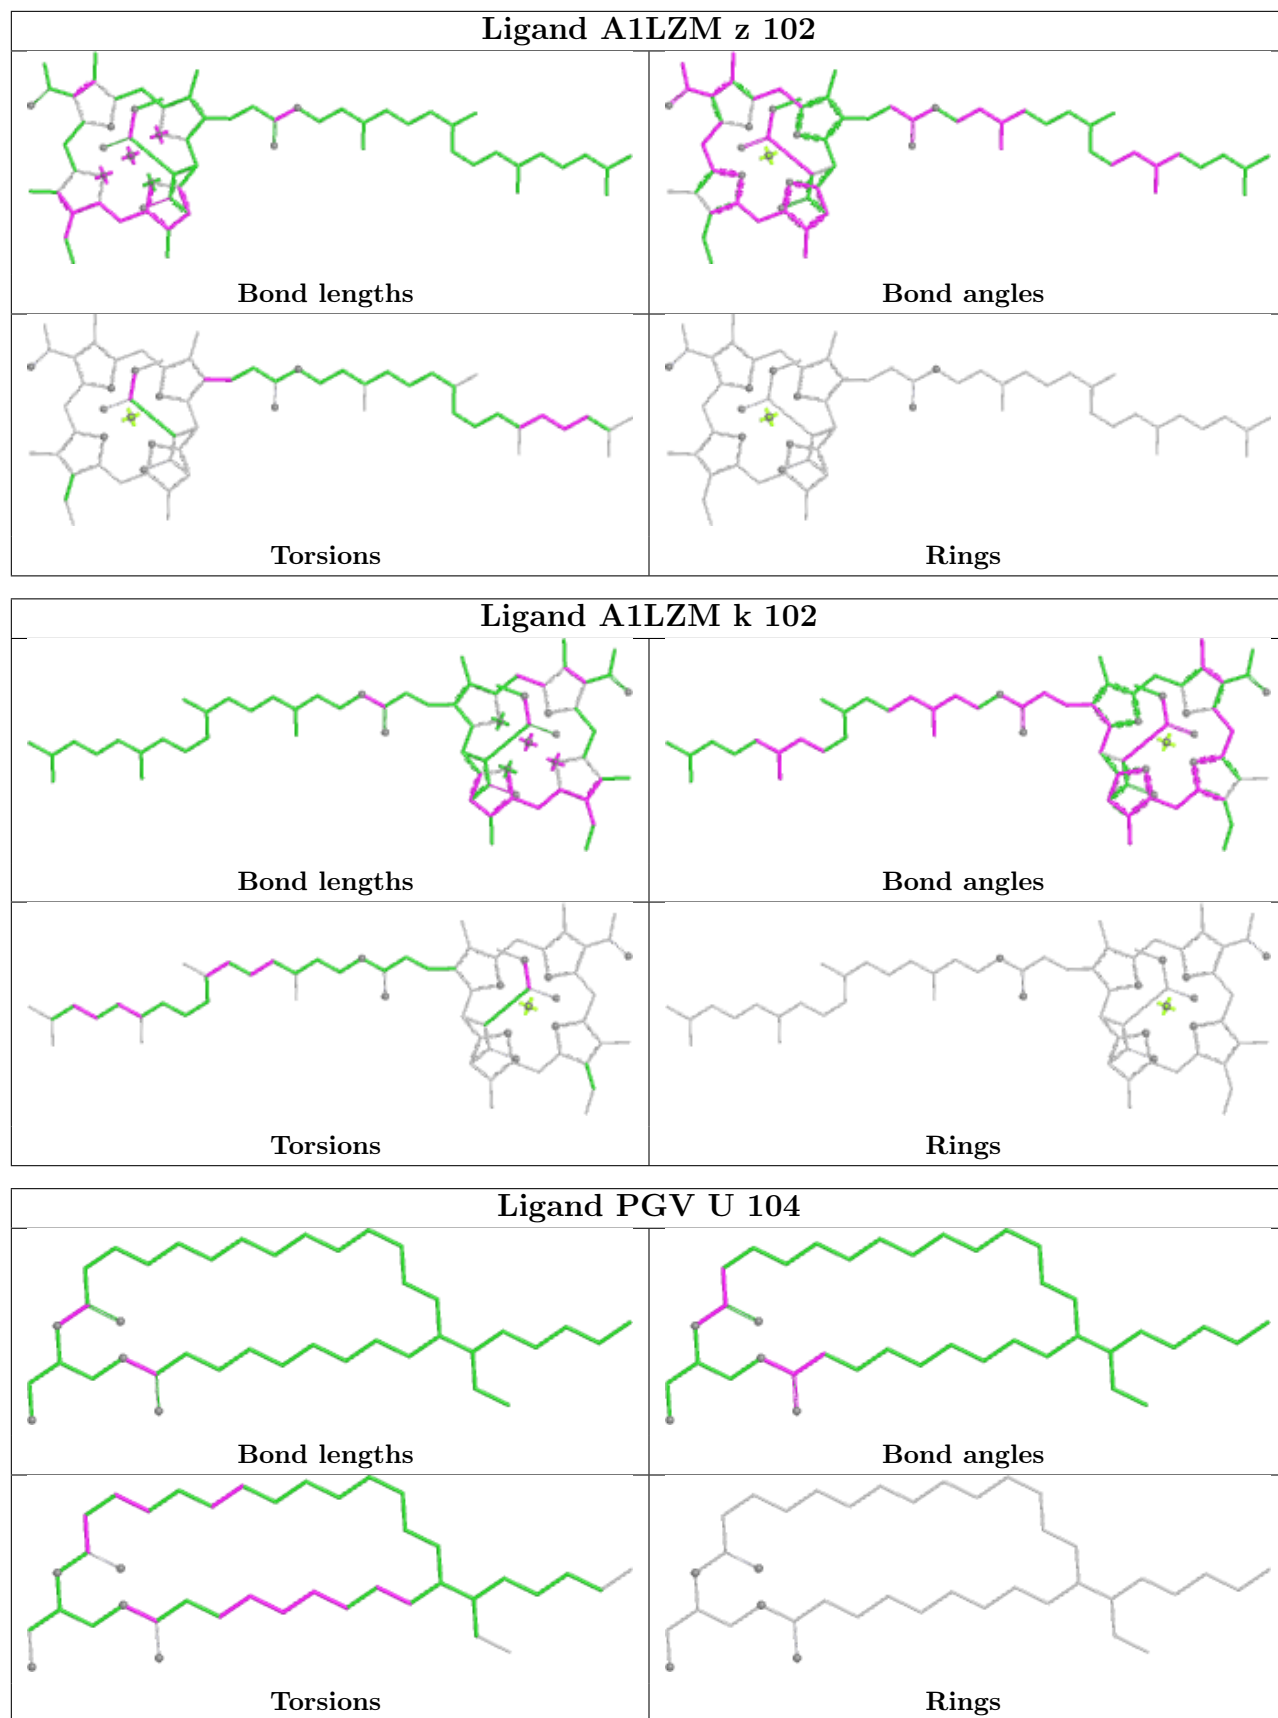 Ligand A1LZM z 102
Bond lengths
Bond angles
Torsions
Rings
Ligand A1LZM k 102
Bond lengths
Bond angles
Torsions
Rings
Ligand PGV U 104
Bond lengths
Bond angles
Torsions
Rings